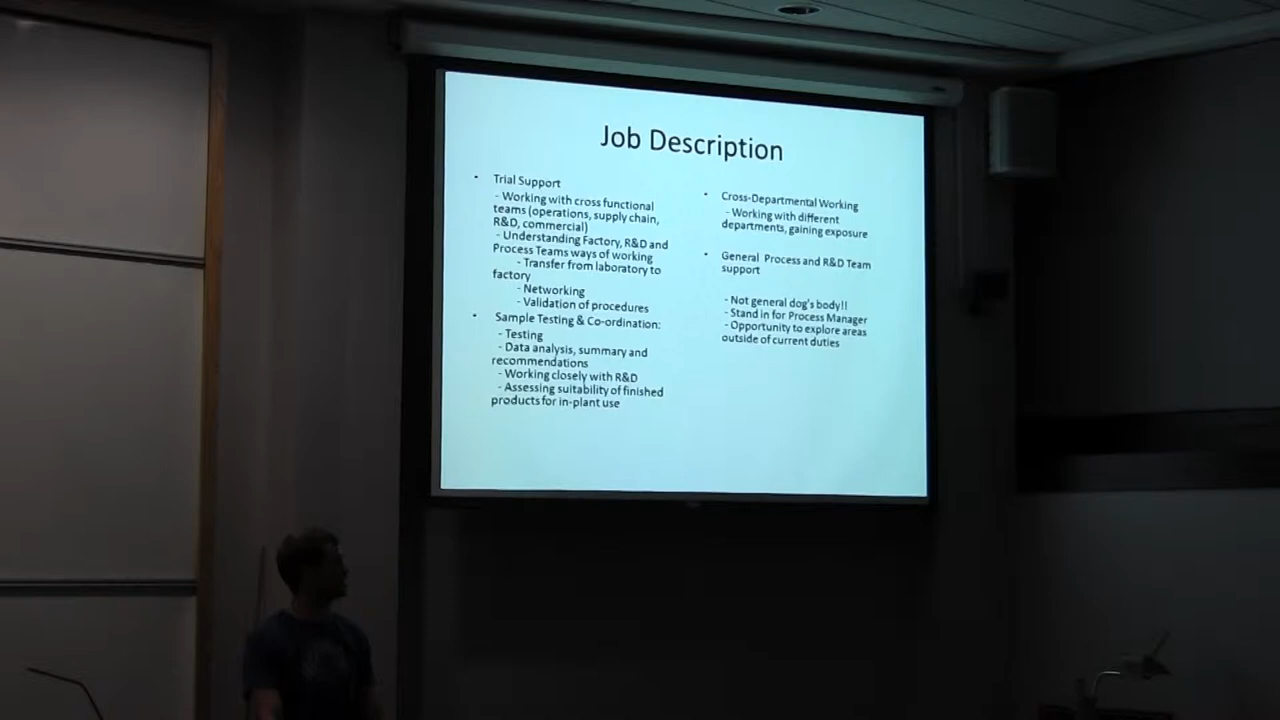 Job Description
• Trial Support
- Working with cross functional
teams (operations, supply chain,
R&D, commercial)
- Understanding Factory, R&D and
Process Teams ways of working
- Transfer from laboratory to
factory
- Networking
- Validation of procedures
• Sample Testing & Co-ordination:
- Testing
- Data analysis, summary and
recommendations
- Working closely with R&D
- Assessing suitability of finished
products for in-plant use
• Cross-Departmental Working
- Working with different
departments, gaining exposure
• General Process and R&D Team
support
- Not general dog's body!!
- Stand in for Process Manager
- Opportunity to explore areas
outside of current duties